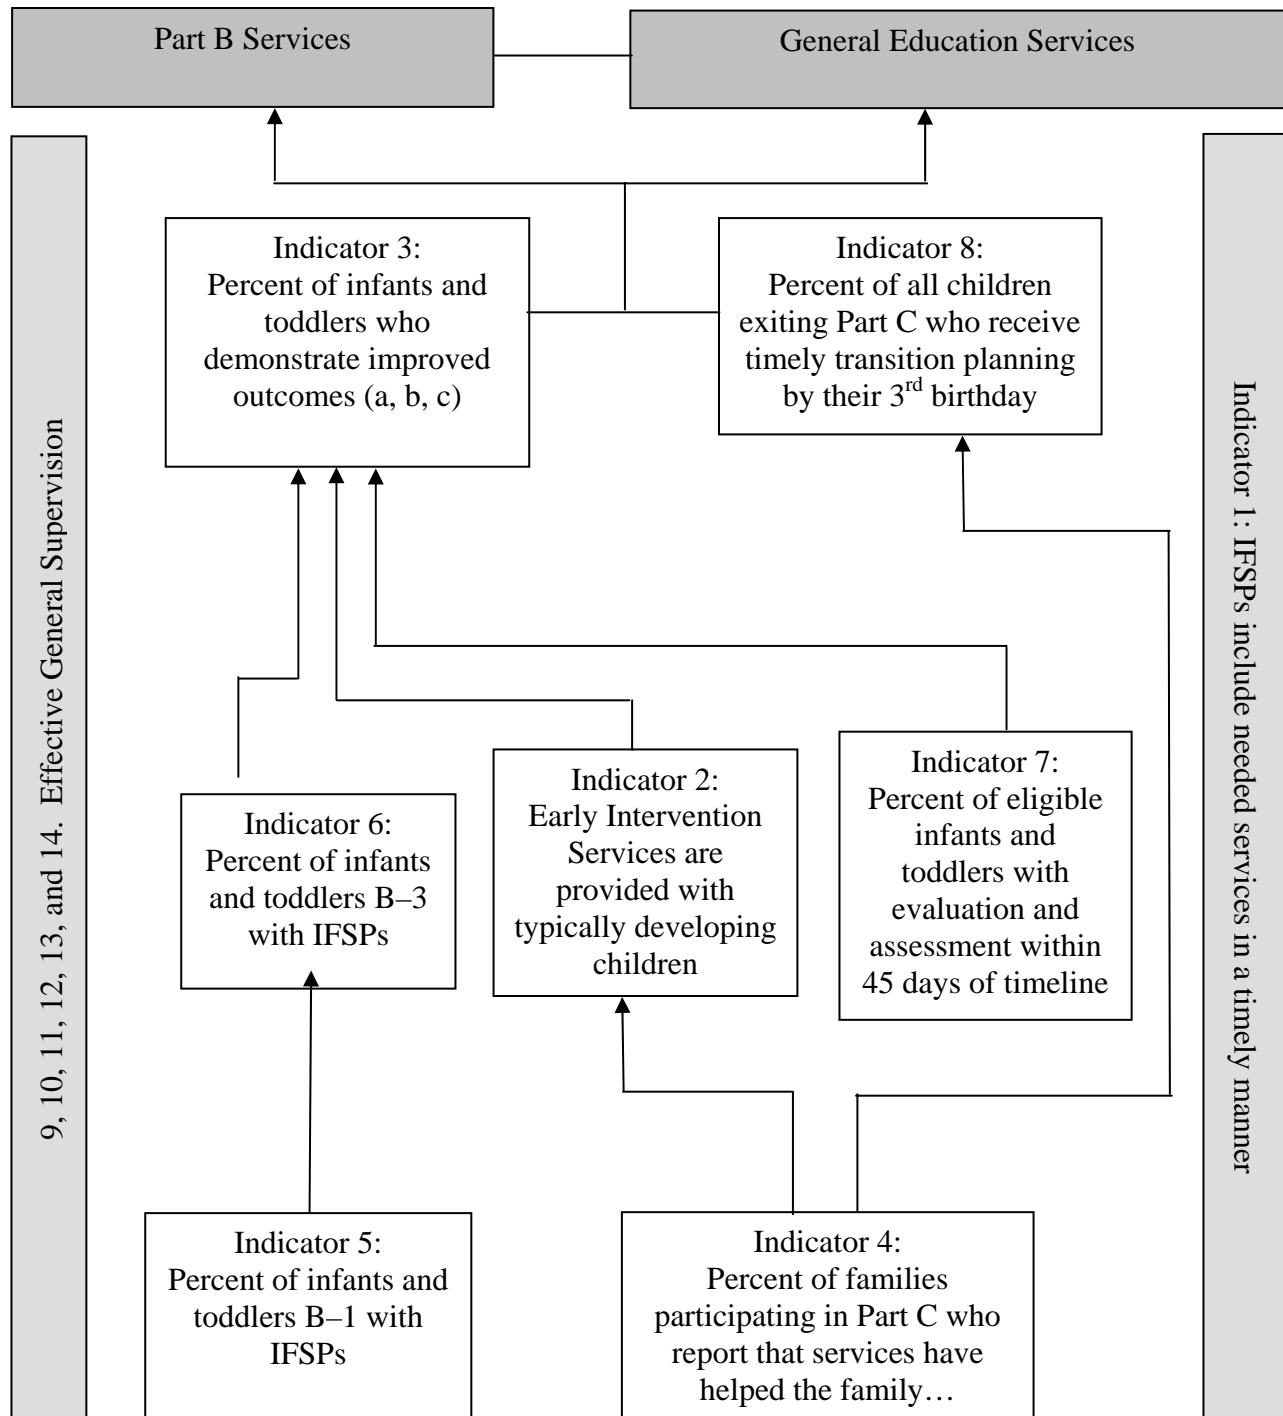 Part B Services
General Education Services
Indicator 3:
Percent of infants and
toddlers who
demonstrate improved
outcomes (a, b, c)
Indicator 8:
Percent of all children
exiting Part C who receive
timely transition planning
by their 3rd birthday
9, 10, 11, 12, 13, and 14.  Effective General Supervision
Indicator 1: IFSPs include needed services in a timely manner
Indicator 6:
Percent of infants
and toddlers B–3
with IFSPs
Indicator 2:
Early Intervention
Services are
provided with
typically developing
children
Indicator 7:
Percent of eligible
infants and
toddlers with
evaluation and
assessment within
45 days of timeline
Indicator 5:
Percent of infants and
toddlers B–1 with
IFSPs
Indicator 4:
Percent of families
participating in Part C who
report that services have
helped the family…